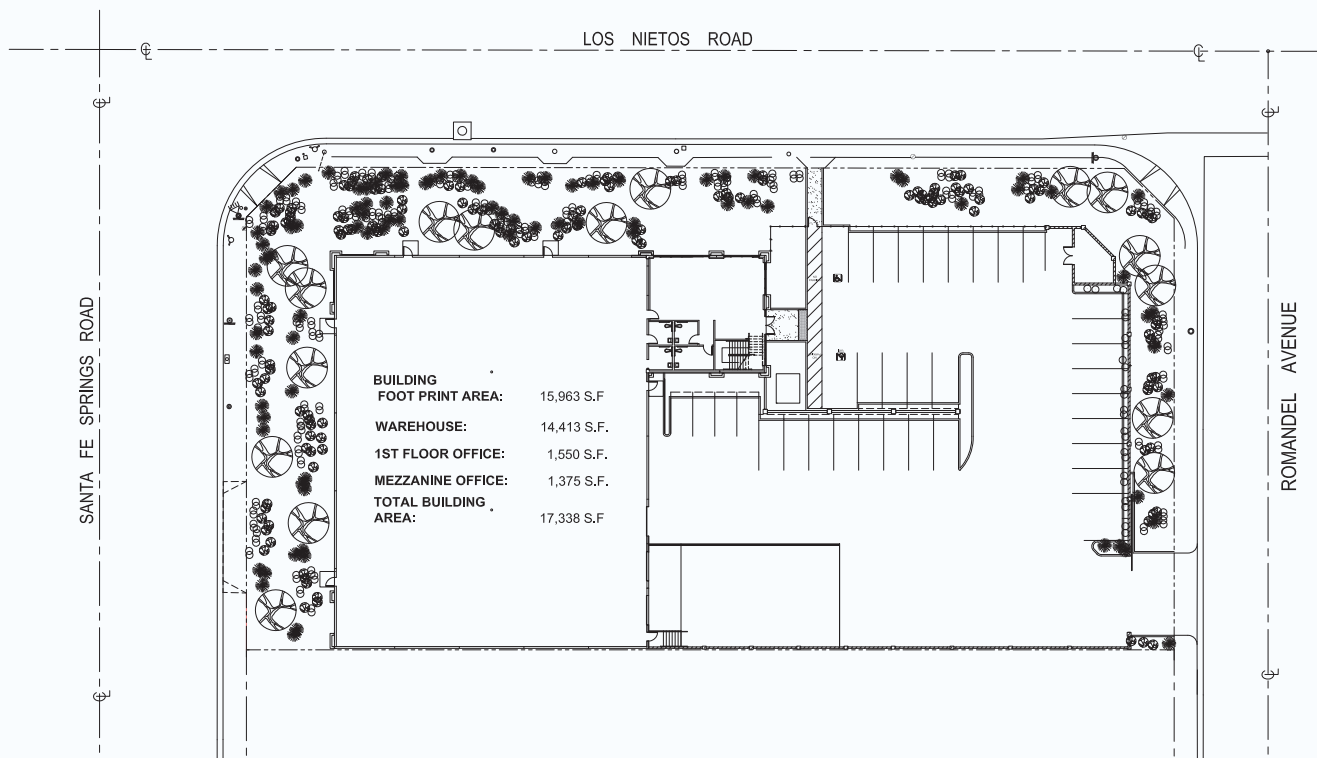 LOS NIETOS ROAD
SANTA FE SPRINGS ROAD
ROMANDEL AVENUE
BUILDING
FOOT PRINT AREA: 15,963 S.F
WAREHOUSE: 14,413 S.F.
1ST FLOOR OFFICE: 1,550 S.F.
MEZZANINE OFFICE: 1,375 S.F.
TOTAL BUILDING
AREA: 17,338 S.F